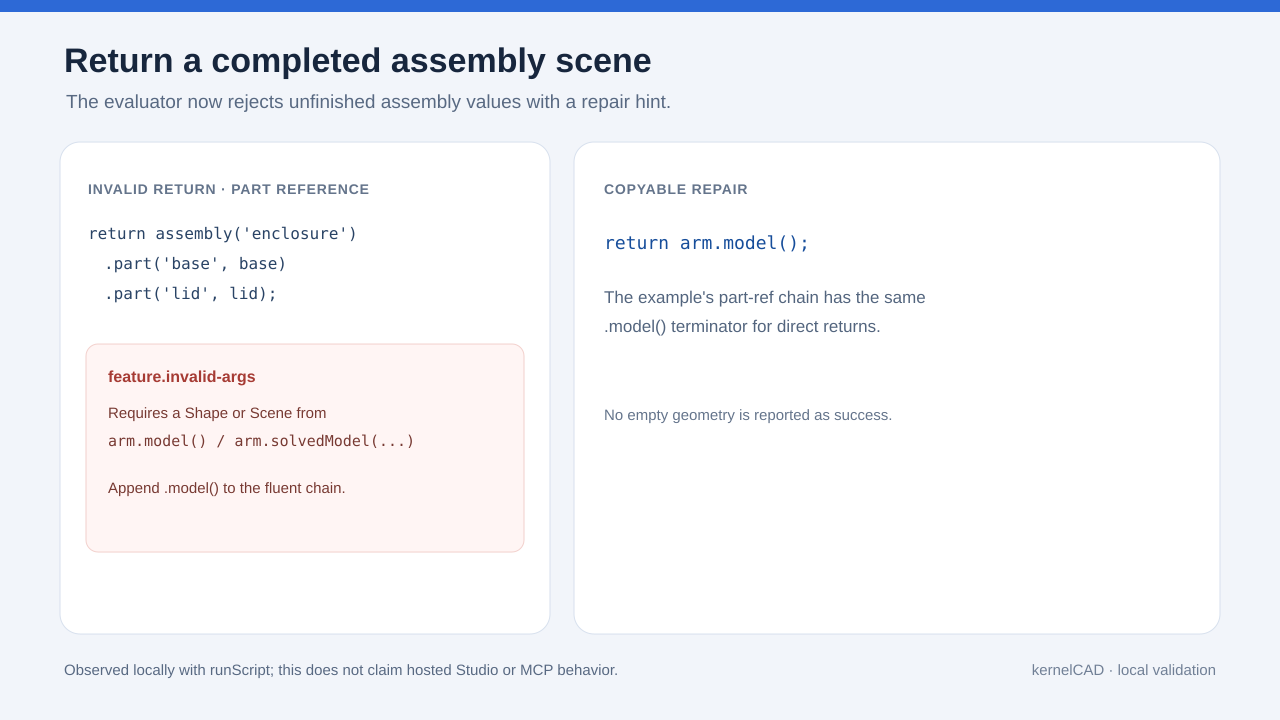 Return a completed assembly scene
The evaluator now rejects unfinished assembly values with a repair hint.
INVALID RETURN · PART REFERENCE
return assembly('enclosure')
.part('base', base)
.part('lid', lid);
feature.invalid-args
Requires a Shape or Scene from
arm.model() / arm.solvedModel(...)
Append .model() to the fluent chain.
COPYABLE REPAIR
return arm.model();
The example's part-ref chain has the same
.model() terminator for direct returns.
No empty geometry is reported as success.
Observed locally with runScript; this does not claim hosted Studio or MCP behavior.
kernelCAD · local validation